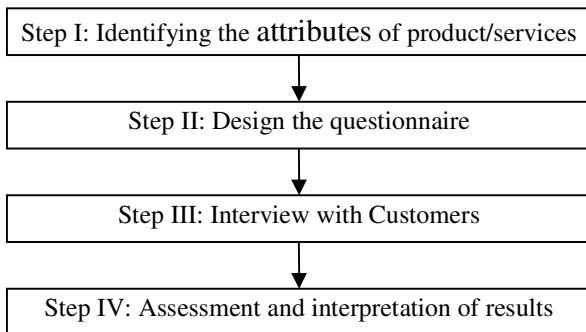 Step I: Identifying the attributes of product/services
Step II: Design the questionnaire
Step III: Interview with Customers
Step IV: Assessment and interpretation of results